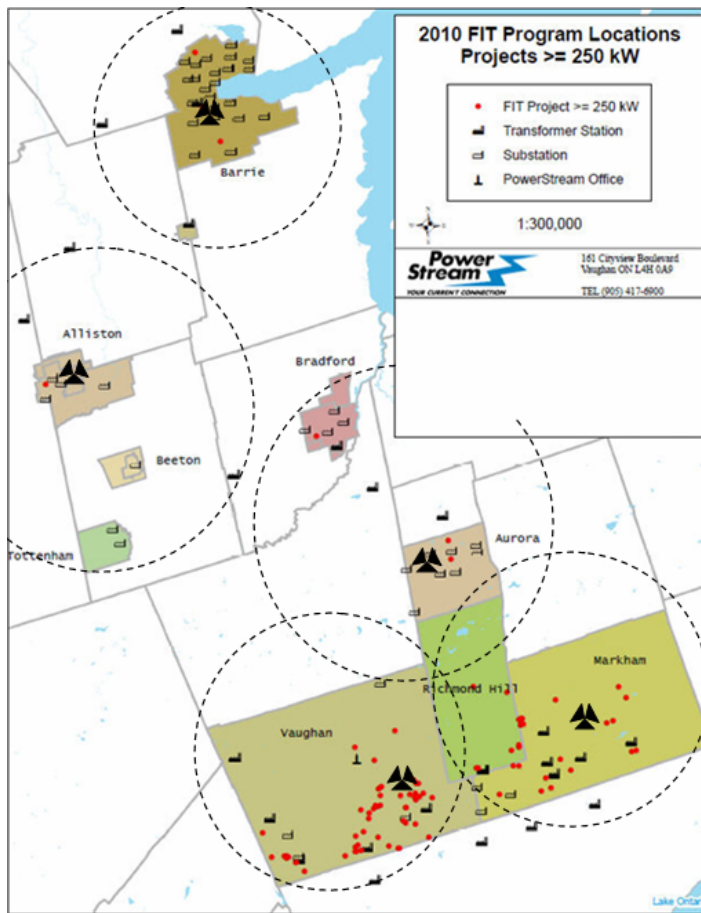 2010 FIT Program Locations
Projects >= 250 kW
FIT Project >= 250 kW
Transformer Station
Substation
PowerStream Office
1:300,000
Power
Stream
YOUR CURRENT CONNECTION
161 Cityview Boulevard
Vaughan ON L4H 0A9
TEL (905) 417-6900
Barrie
Alliston
Bradford
Beeton
Tottenham
Aurora
Markham
Richmond Hill
Vaughan
Lake Ontario